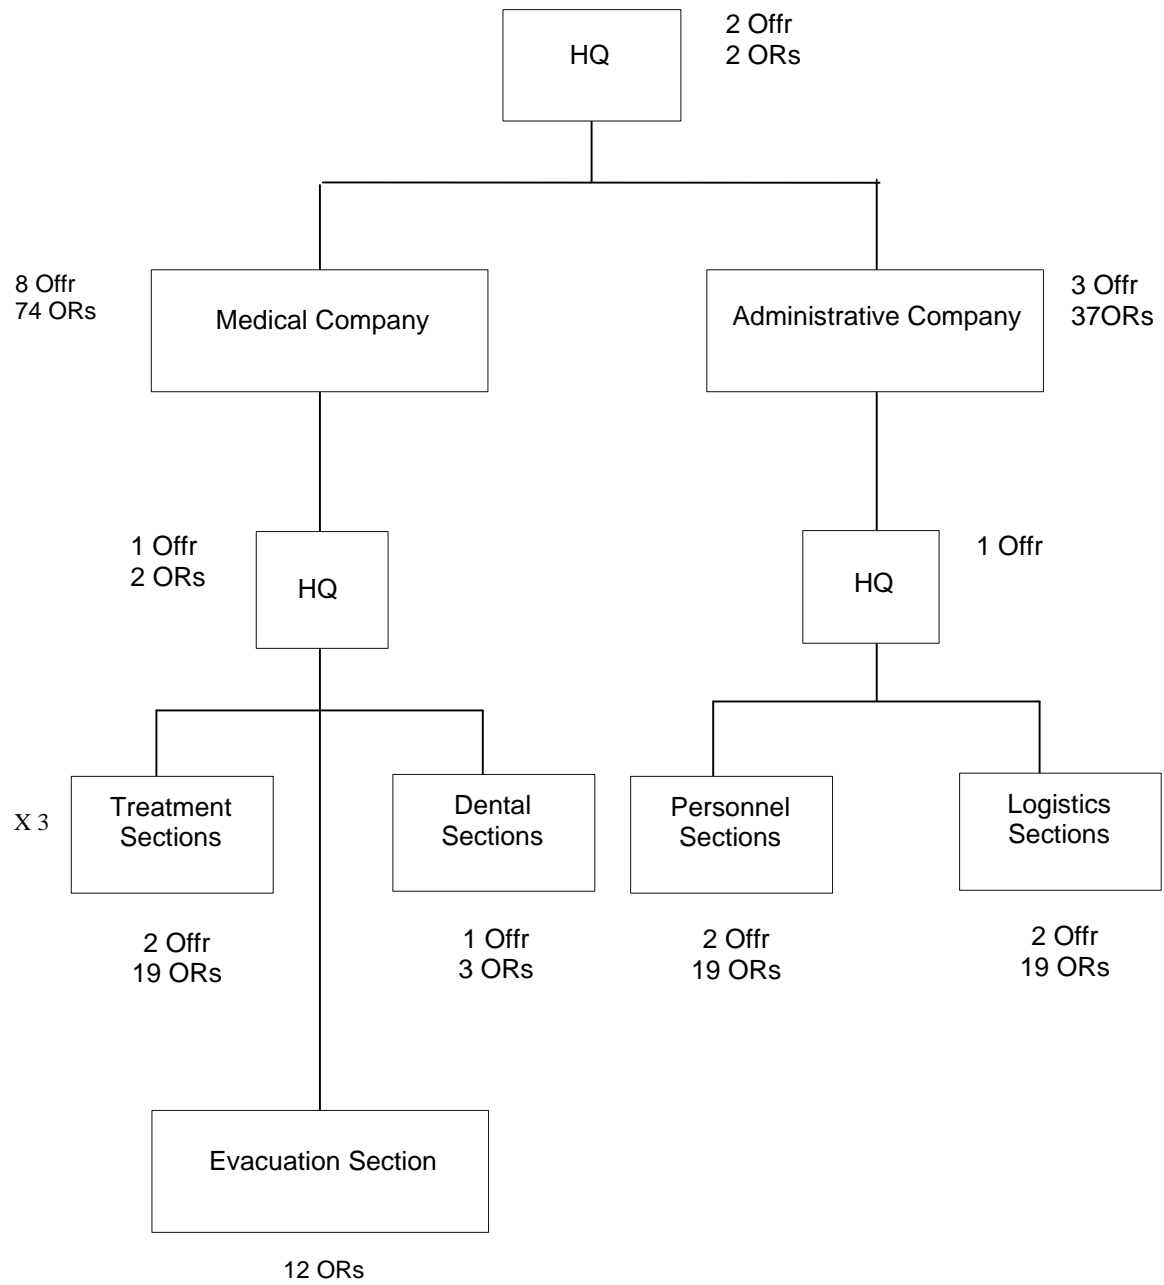 HQ
2 Offr
2 ORs
8 Offr
74 ORs
Medical Company
Administrative Company
3 Offr
37ORs
1 Offr
2 ORs
HQ
HQ
1 Offr
X 3
Treatment
Sections
Dental
Sections
Personnel
Sections
Logistics
Sections
2 Offr
19 ORs
1 Offr
3 ORs
2 Offr
19 ORs
2 Offr
19 ORs
Evacuation Section
12 ORs